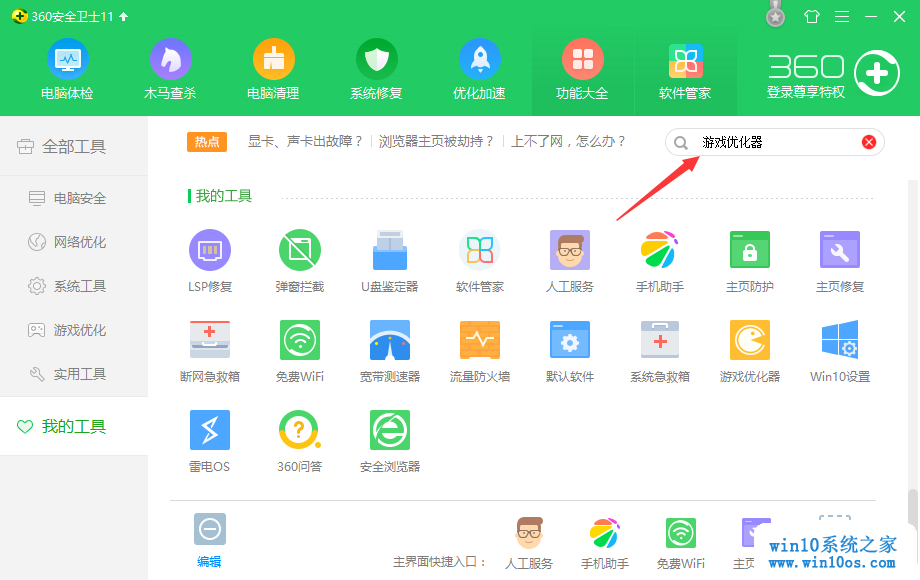 360安全卫士11
电脑体检
木马查杀
电脑清理
系统修复
优化加速
功能大全
软件管家
360
登录尊享特权
全部工具
电脑安全
网络优化
系统工具
游戏优化
实用工具
我的工具
热点
显卡、声卡出故障？
浏览器主页被劫持？
上不了网，怎么办？
游戏优化器
我的工具
LSP修复
弹窗拦截
U盘鉴定器
软件管家
人工服务
手机助手
主页防护
主页修复
断网急救箱
免费WiFi
宽带测速器
流量防火墙
默认软件
系统急救箱
游戏优化器
Win10设置
雷电OS
360问答
安全浏览器
编辑
主界面快捷入口：
人工服务
手机助手
免费WiFi
主页
win10系统之家
www.win10os.com